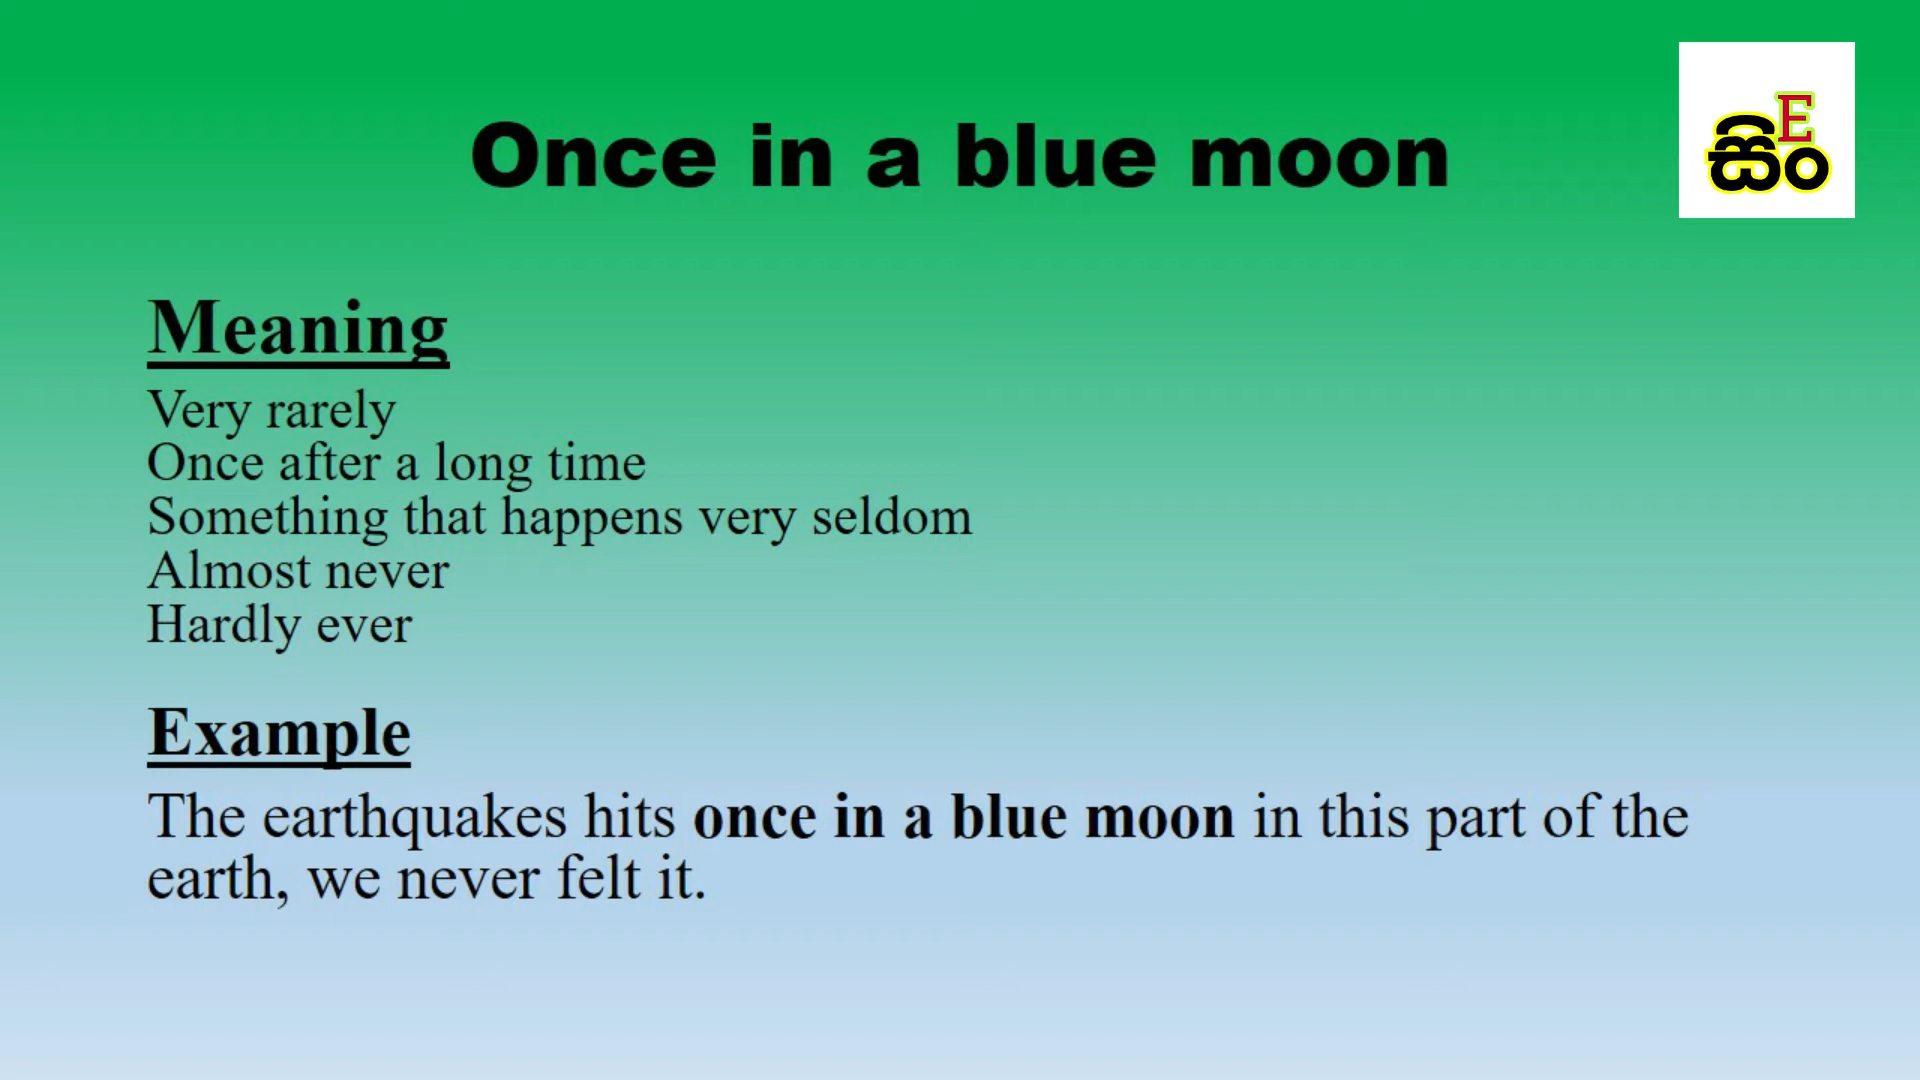 Once in a blue moon
E
සිං
Meaning
Very rarely
Once after a long time
Something that happens very seldom
Almost never
Hardly ever
Example
The earthquakes hits once in a blue moon in this part of the
earth, we never felt it.